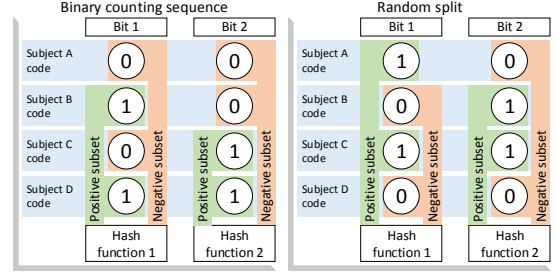 Binary counting sequence
Bit 1
Bit 2
Subject A
code
0
0
Subject B
code
1
0
Subject C
code
0
1
Subject D
code
1
1
Positive subset
Negative subset
Positive subset
Negative subset
Hash
function 1
Hash
function 2
Random split
Bit 1
Bit 2
Subject A
code
1
0
Subject B
code
0
1
Subject C
code
1
1
Subject D
code
0
0
Positive subset
Negative subset
Positive subset
Negative subset
Hash
function 1
Hash
function 2